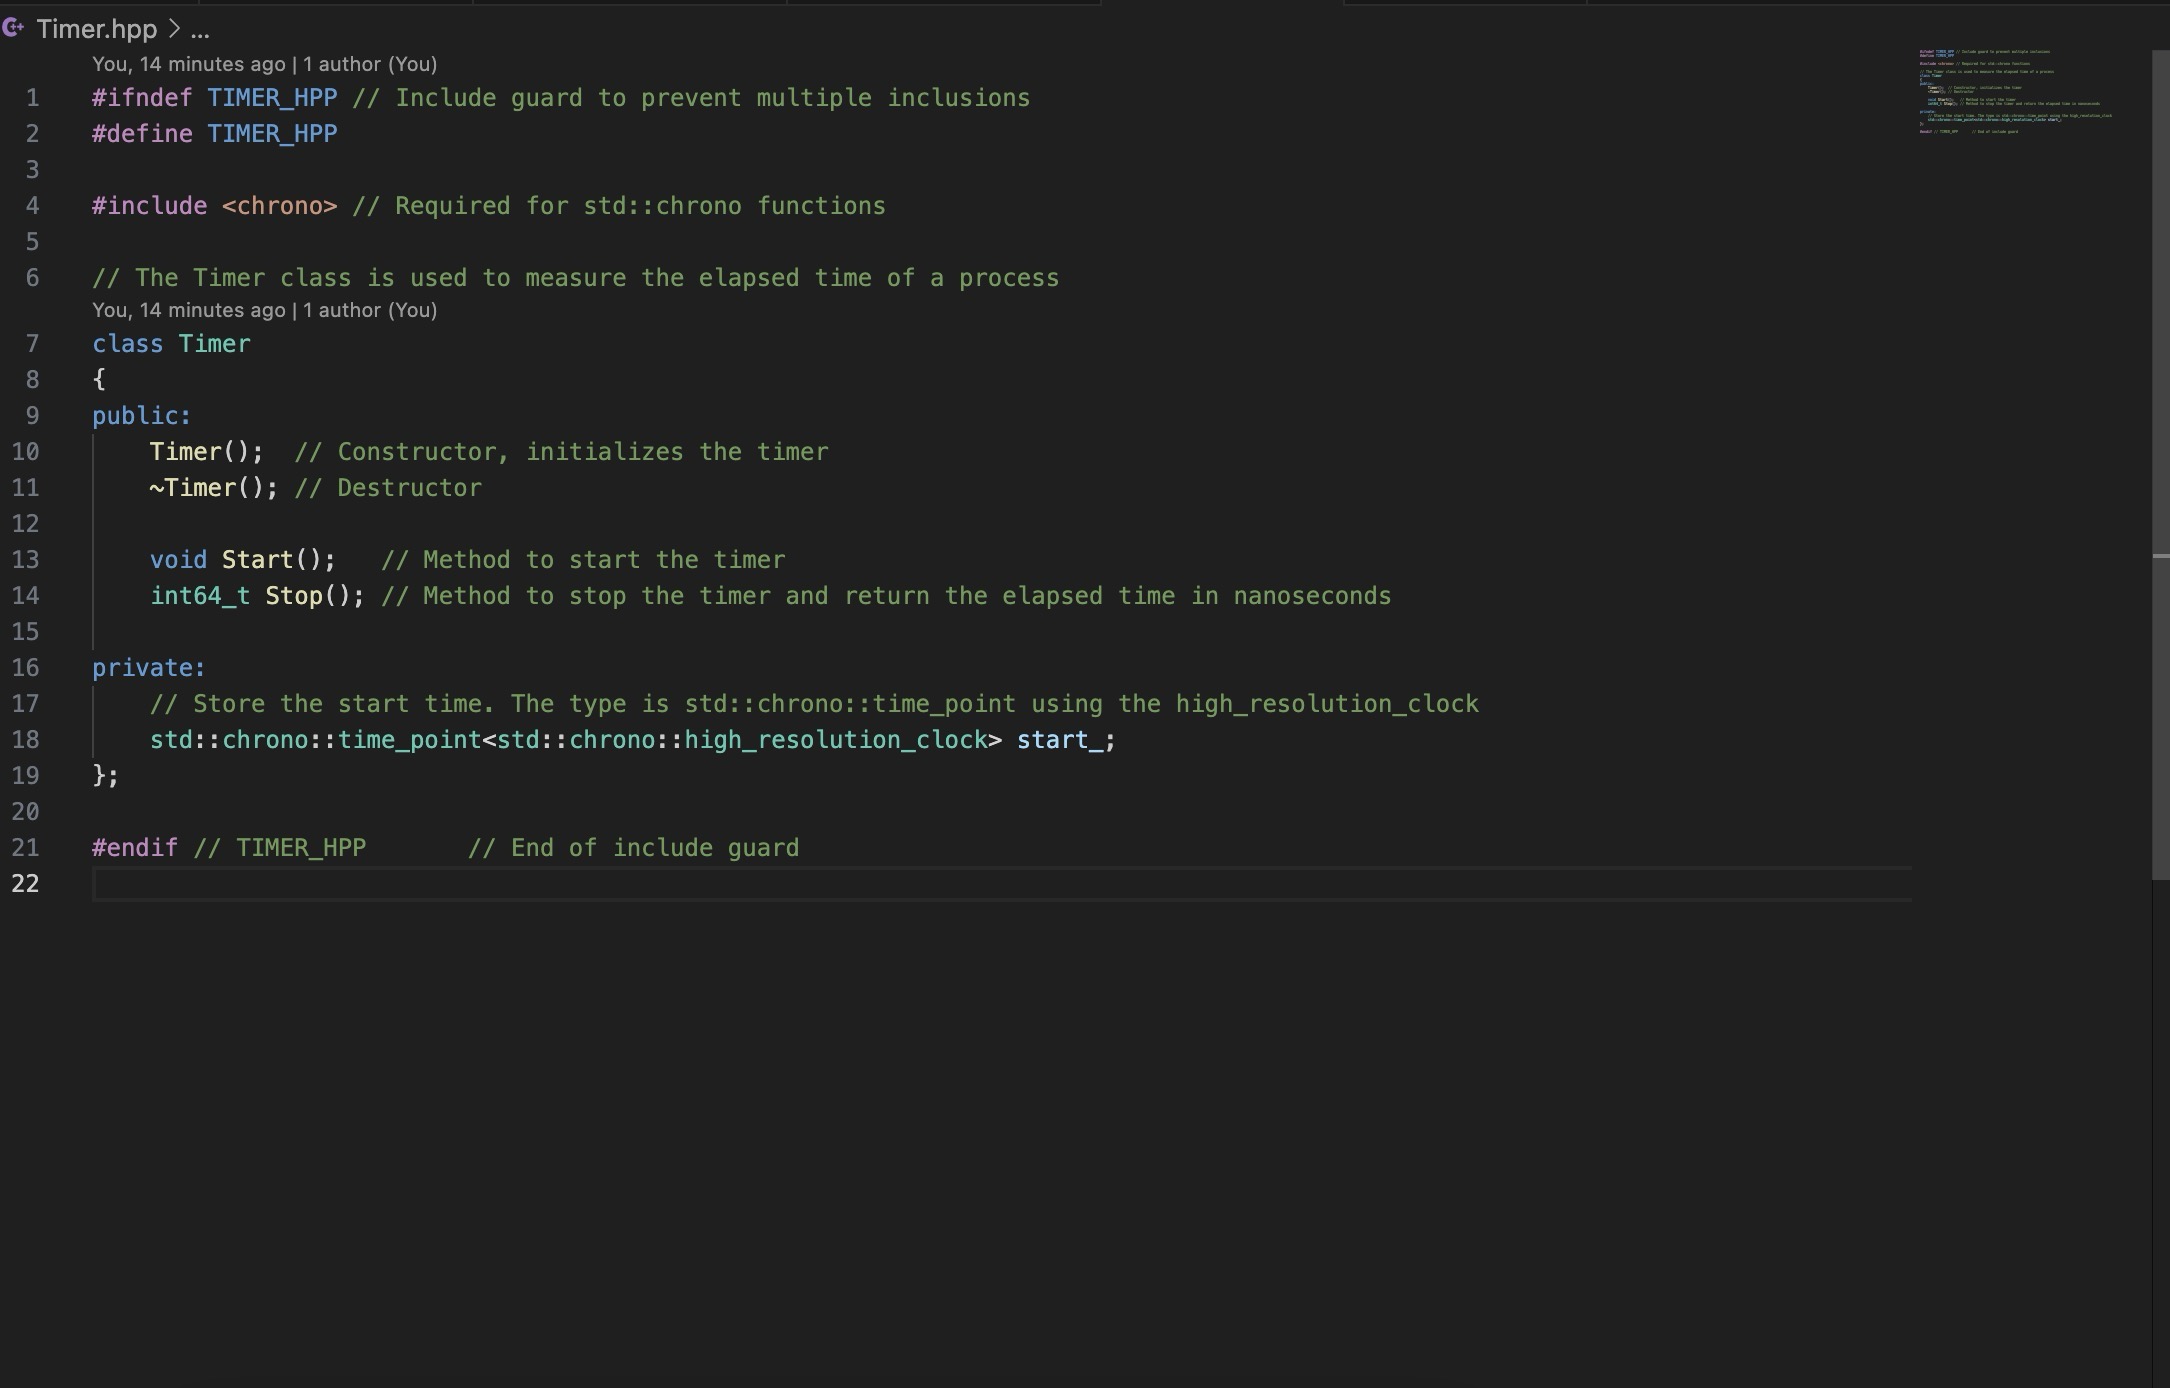 Timer.hpp > ...
You, 14 minutes ago | 1 author (You)
1 #ifndef TIMER_HPP // Include guard to prevent multiple inclusions
2 #define TIMER_HPP
3
4 #include <chrono> // Required for std::chrono functions
5
6 // The Timer class is used to measure the elapsed time of a process
You, 14 minutes ago | 1 author (You)
7 class Timer
8 {
9 public:
10     Timer();  // Constructor, initializes the timer
11     ~Timer(); // Destructor
12
13     void Start();   // Method to start the timer
14     int64_t Stop(); // Method to stop the timer and return the elapsed time in nanoseconds
15
16 private:
17     // Store the start time. The type is std::chrono::time_point using the high_resolution_clock
18     std::chrono::time_point<std::chrono::high_resolution_clock> start_;
19 };
20
21 #endif // TIMER_HPP       // End of include guard
22